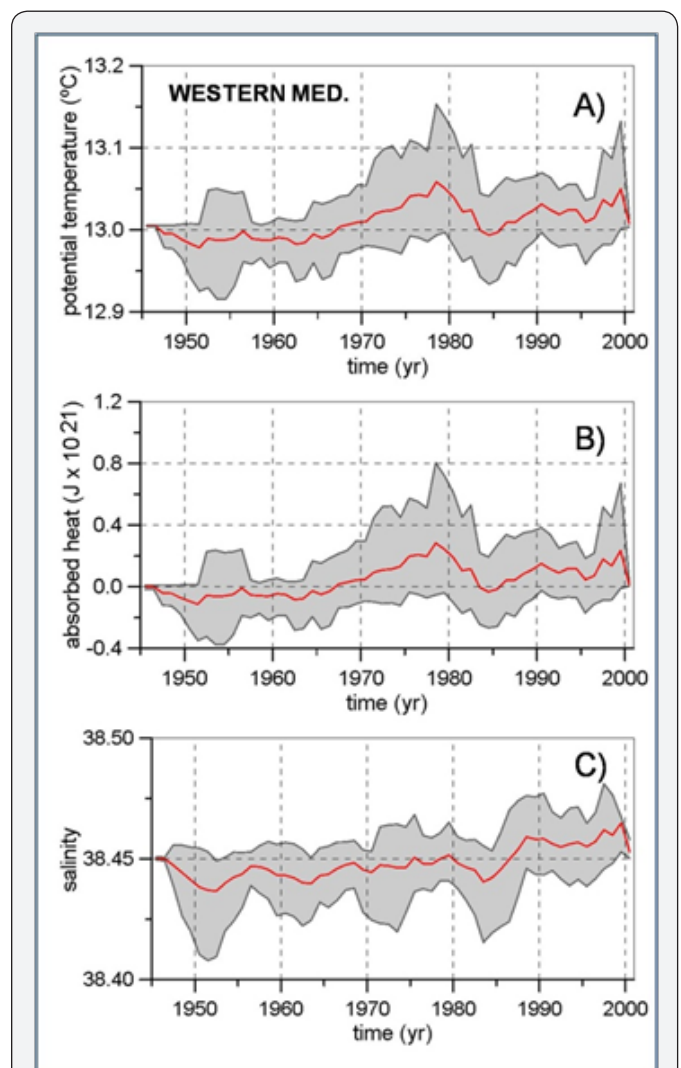 13.2
WESTERN MED.
A)
13.1
13.0
12.9
potential temperature (ºC)
1950 1960 1970 1980 1990 2000
time (yr)
1.2
B)
0.8
0.4
0.0
-0.4
absorbed heat (J x 10 21)
1950 1960 1970 1980 1990 2000
time (yr)
38.50
C)
38.45
38.40
salinity
1950 1960 1970 1980 1990 2000
time (yr)